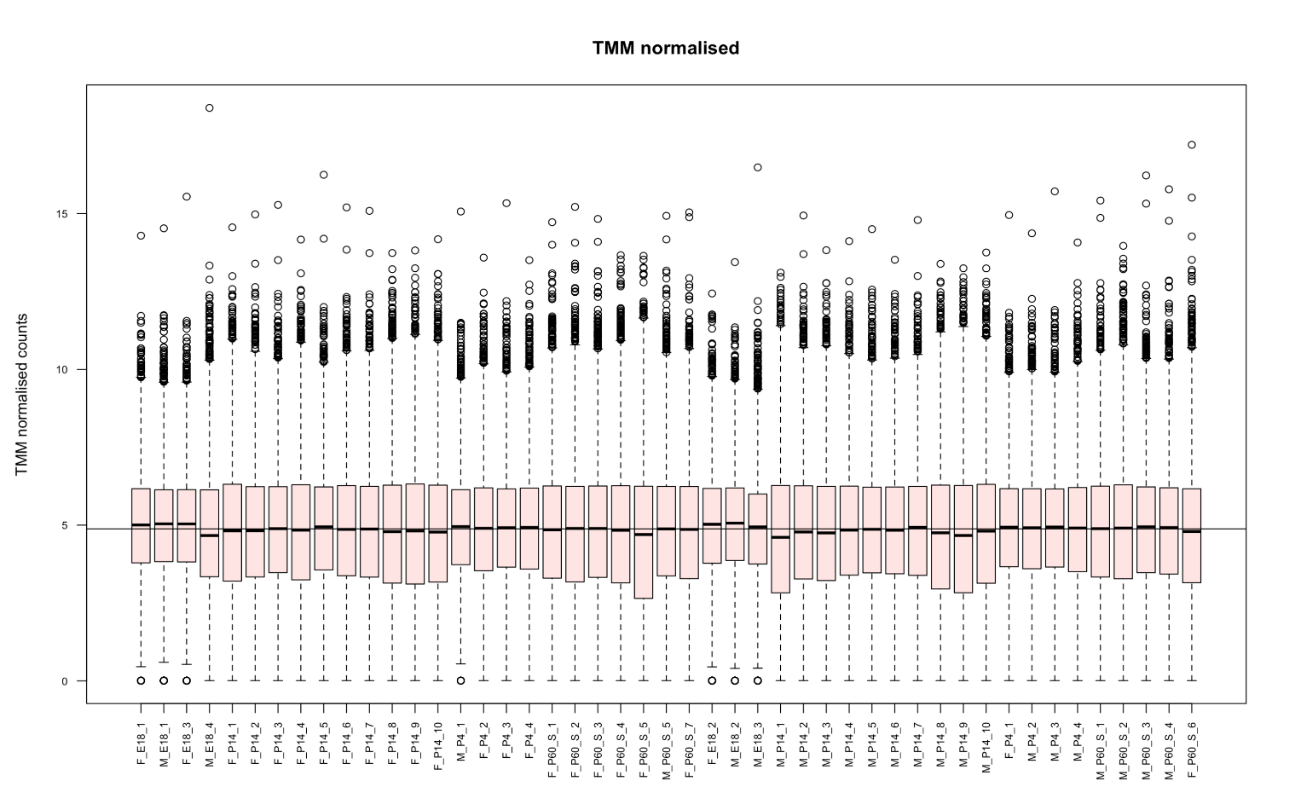 TMM normalised
TMM normalised counts
15
10
5
0
F_E18_1
M_E18_1
F_E18_3
M_E18_4
F_P14_1
F_P14_2
F_P14_3
F_P14_4
F_P14_5
F_P14_6
F_P14_7
F_P14_8
F_P14_9
F_P14_10
M_P4_1
F_P4_2
F_P4_3
F_P4_4
F_P60_S_1
F_P60_S_2
F_P60_S_3
F_P60_S_4
F_P60_S_5
M_P60_S_5
F_P60_S_7
F_E18_2
M_E18_2
M_E18_3
M_P14_1
M_P14_2
M_P14_3
M_P14_4
M_P14_5
M_P14_6
M_P14_7
M_P14_8
M_P14_9
M_P14_10
F_P4_1
M_P4_2
M_P4_3
M_P4_4
M_P60_S_1
M_P60_S_2
M_P60_S_3
M_P60_S_4
F_P60_S_6